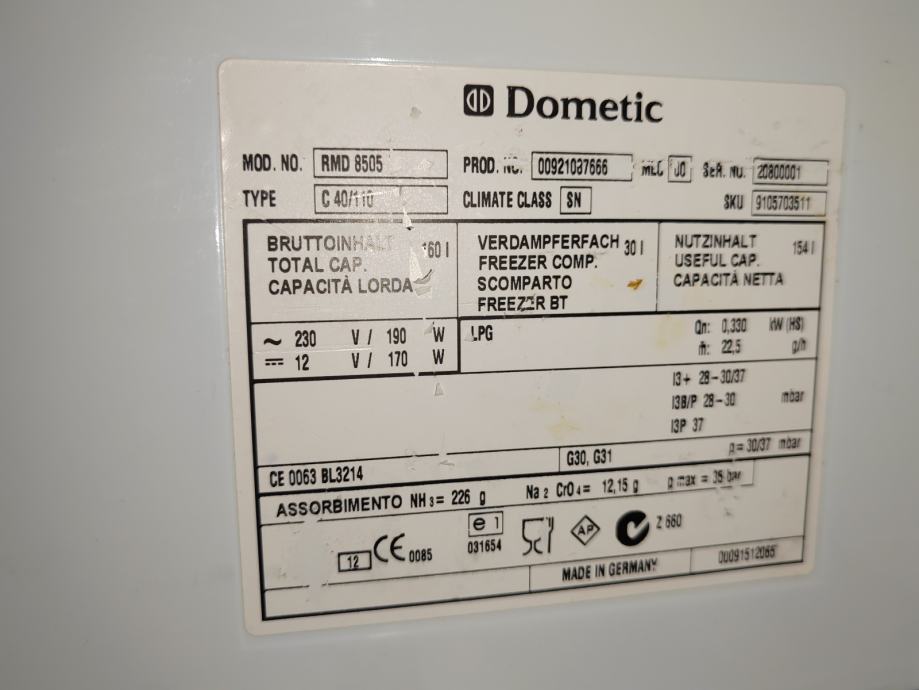 Dometic
MOD. NO. RMD 8505 PROD. NO. 00921087666 MLC 00 SER. NO. 20800001
TYPE C 40/110 CLIMATE CLASS SN SKU 9105703511
BRUTTOINHALT 160 l VERDAMPFERFACH 30 l NUTZINHALT 154 l
TOTAL CAP. FREEZER COMP. USEFUL CAP.
CAPACITÀ LORDA SCOMPARTO CAPACITÀ NETTA
FREEZER BT
~ 230 V / 190 W LPG Qn: 0,330 kW (HS)
⎓ 12 V / 170 W ṁ: 22,5 g/h
I3+ 28-30/37
I3B/P 28-30 mbar
I3P 37
CE 0063 BL3214 G30, G31 p= 30/37 mbar
ASSORBIMENTO NH3= 226 g Na2 CrO4= 12,15 g p max = 35 bar
12 CE 0085 e1 031654 AP Z 660
MADE IN GERMANY 00091512065